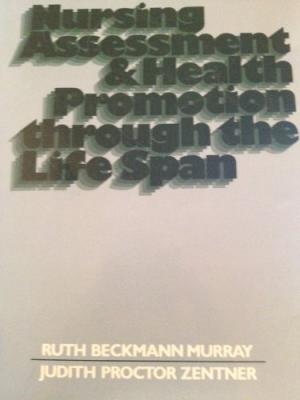 Nursing
Assessment
& Health
Promotion
through the
Life Span
RUTH BECKMANN MURRAY
JUDITH PROCTOR ZENTNER